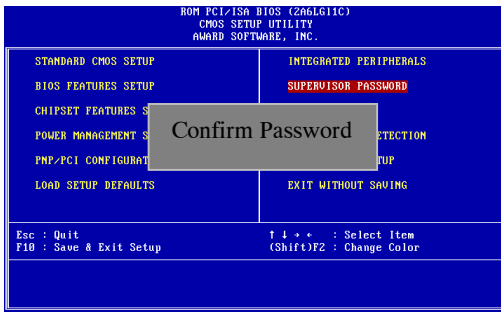 ROM PCI/ISA BIOS (2A6LG11C)
CMOS SETUP UTILITY
AWARD SOFTWARE, INC.
STANDARD CMOS SETUP
INTEGRATED PERIPHERALS
BIOS FEATURES SETUP
SUPERVISOR PASSWORD
CHIPSET FEATURES S
Confirm Password
POWER MANAGEMENT S
ETECTION
PNP/PCI CONFIGURAT
TUP
LOAD SETUP DEFAULTS
EXIT WITHOUT SAVING
Esc : Quit
↑ ↓ → ← : Select Item
F10 : Save & Exit Setup
(Shift)F2 : Change Color